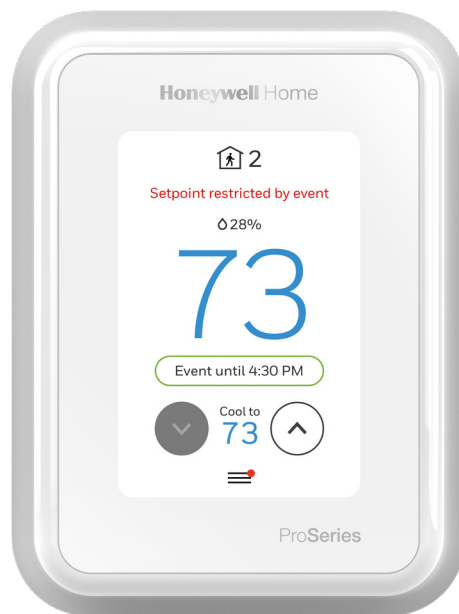 Honeywell Home
2
Setpoint restricted by event
28%
73
Event until 4:30 PM
Cool to
73
ProSeries